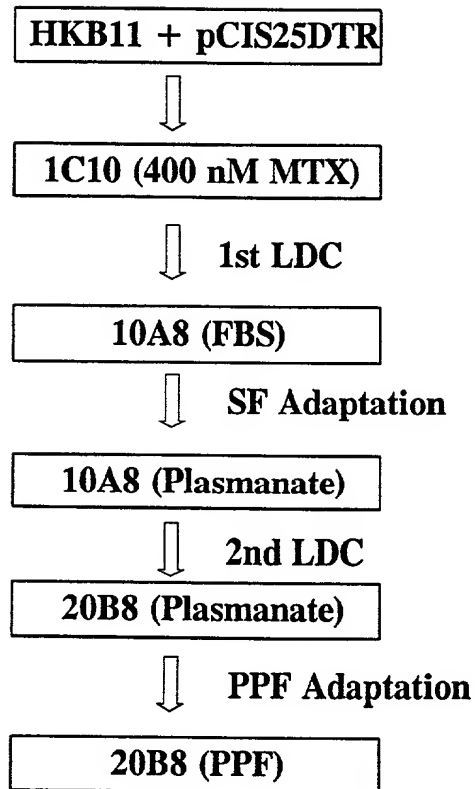 HKB11 + pCIS25DTR
1C10 (400 nM MTX)
1st LDC
10A8 (FBS)
SF Adaptation
10A8 (Plasmanate)
2nd LDC
20B8 (Plasmanate)
PPF Adaptation
20B8 (PPF)